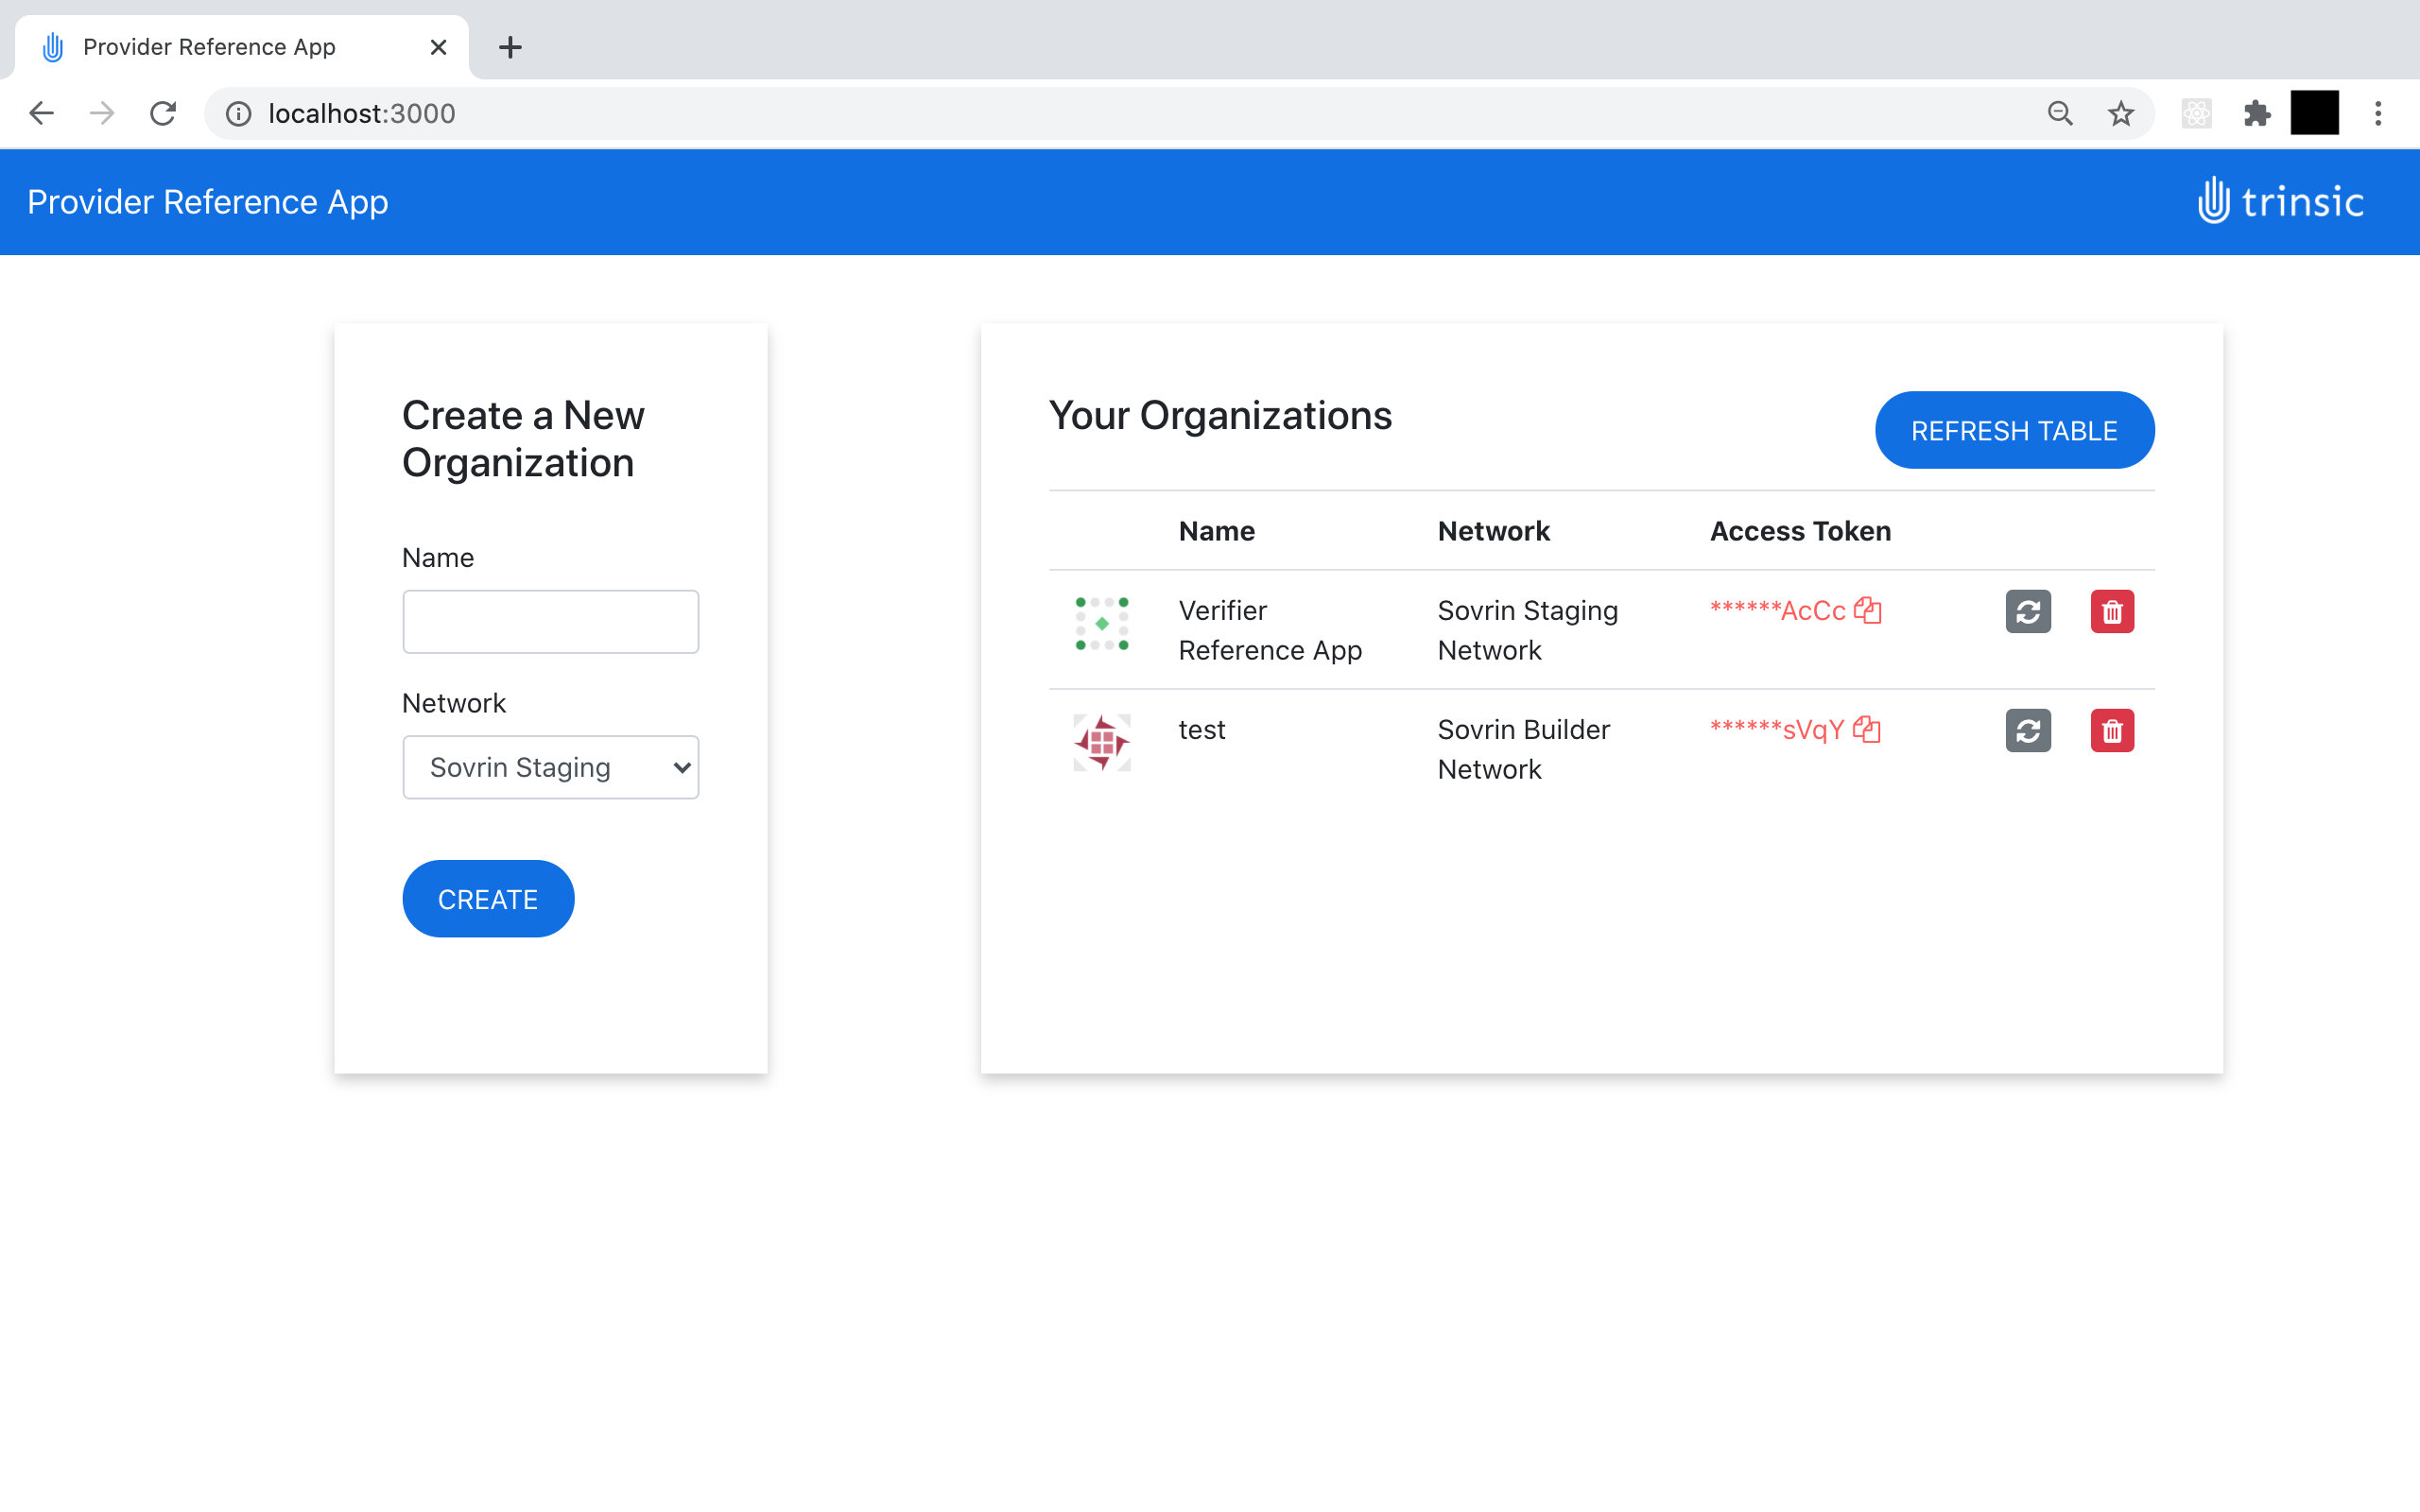 Provider Reference App
localhost:3000
Provider Reference App
trinsic
Create a New
Organization
Name
Network
Sovrin Staging
CREATE
Your Organizations
REFRESH TABLE
Name Network Access Token
Verifier Sovrin Staging ******AcCc
Reference App Network
test Sovrin Builder ******sVqY
Network